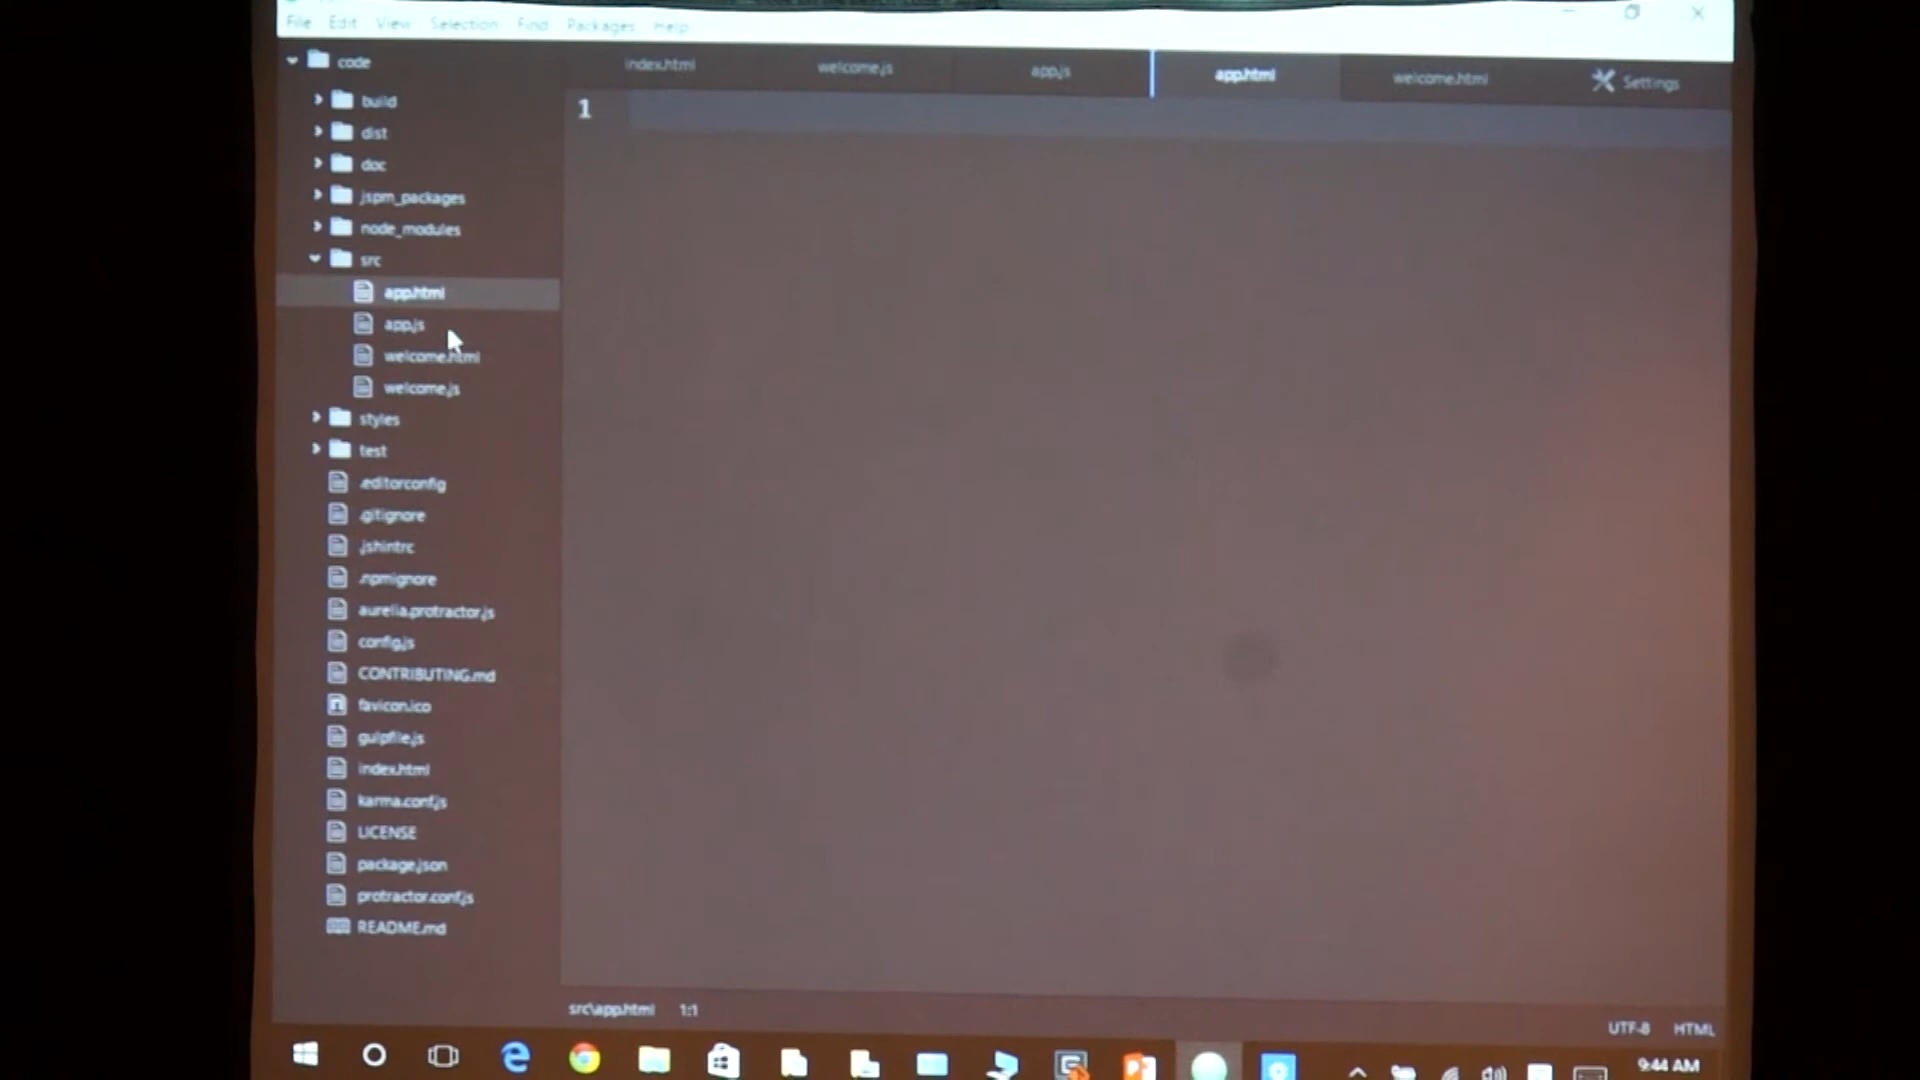 File Edit View Selection Find Packages Help
code
index.html welcome.js app.js app.html welcome.html Settings
1
build
dist
doc
jspm_packages
node_modules
src
app.html
app.js
welcome.html
welcome.js
styles
test
.editorconfig
.gitignore
.jshintrc
.npmignore
aurelia.protractor.js
config.js
CONTRIBUTING.md
favicon.ico
gulpfile.js
index.html
karma.conf.js
LICENSE
package.json
protractor.conf.js
README.md
src\app.html 1:1
UTF-8 HTML
9:44 AM